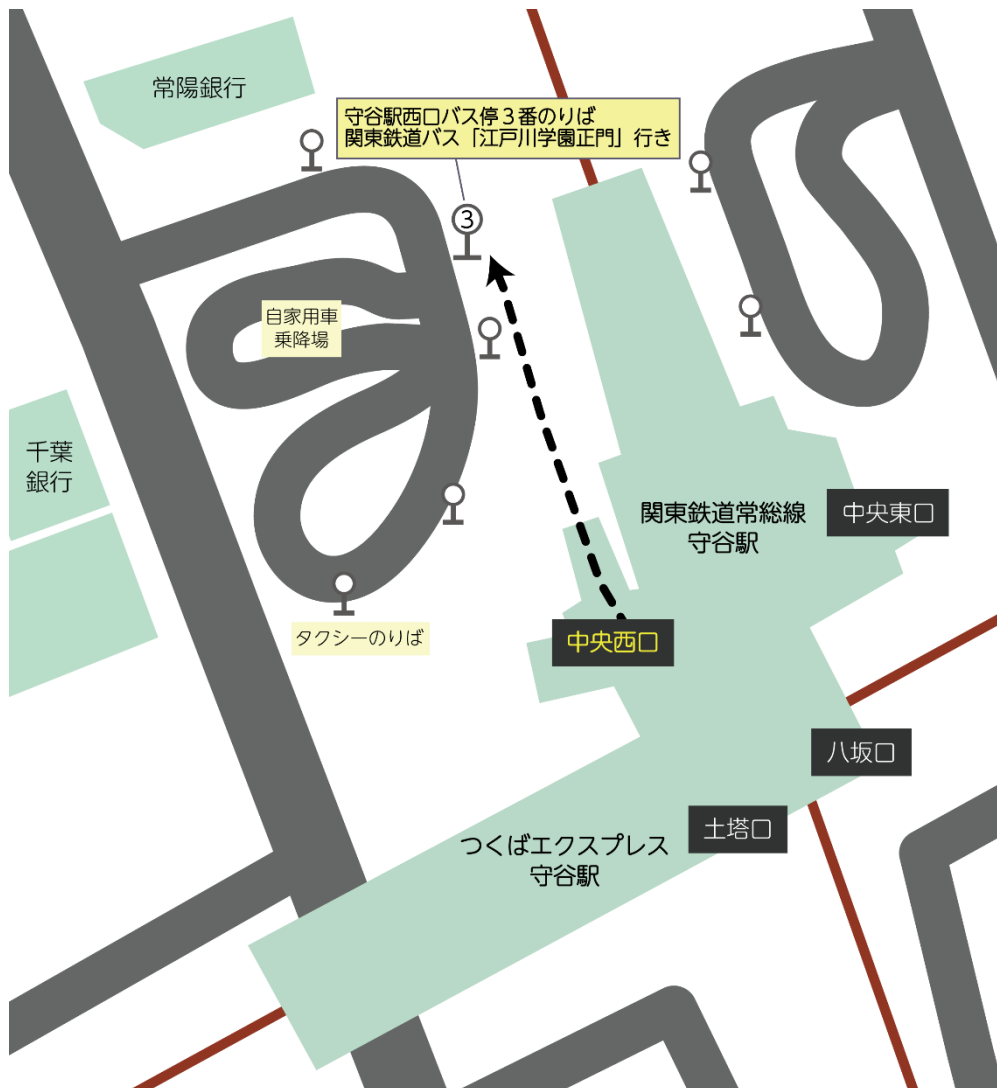 常陽銀行
守谷駅西口バス停3番のりば
関東鉄道バス「江戸川学園正門」行き
3
自家用車
乗降場
千葉
銀行
関東鉄道常総線
守谷駅
中央東口
タクシーのりば
中央西口
八坂口
土塔口
つくばエクスプレス
守谷駅